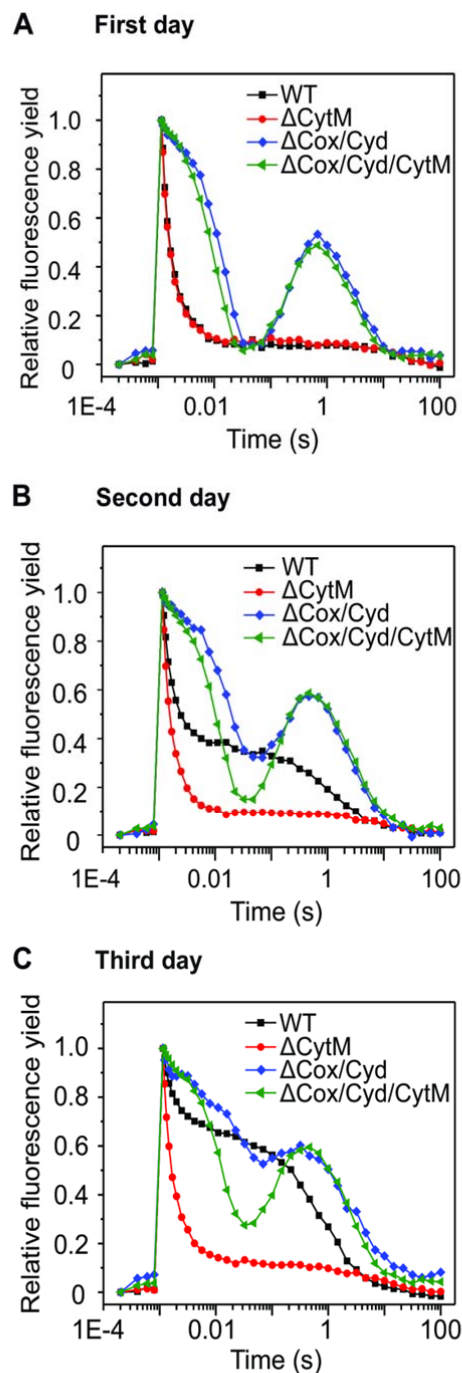 A First day
Relative fluorescence yield
1.0
0.8
0.6
0.4
0.2
0
WT
ΔCytM
ΔCox/Cyd
ΔCox/Cyd/CytM
1E-4 0.01 1 100
Time (s)
B Second day
Relative fluorescence yield
1.0
0.8
0.6
0.4
0.2
0
WT
ΔCytM
ΔCox/Cyd
ΔCox/Cyd/CytM
1E-4 0.01 1 100
Time (s)
C Third day
Relative fluorescence yield
1.0
0.8
0.6
0.4
0.2
0
WT
ΔCytM
ΔCox/Cyd
ΔCox/Cyd/CytM
1E-4 0.01 1 100
Time (s)